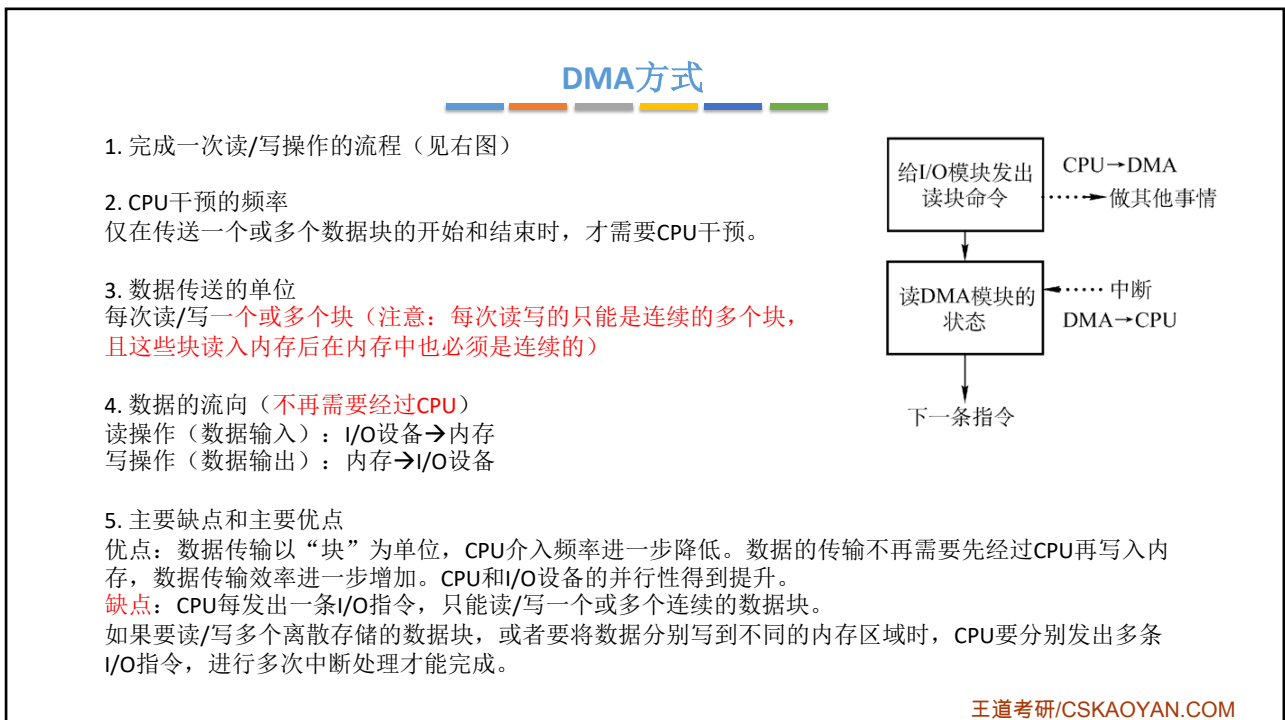 DMA方式
1. 完成一次读/写操作的流程（见右图）
2. CPU干预的频率
仅在传送一个或多个数据块的开始和结束时，才需要CPU干预。
3. 数据传送的单位
每次读/写一个或多个块（注意：每次读写的只能是连续的多个块，
且这些块读入内存后在内存中也必须是连续的）
4. 数据的流向（不再需要经过CPU）
读操作（数据输入）：I/O设备→内存
写操作（数据输出）：内存→I/O设备
5. 主要缺点和主要优点
优点：数据传输以“块”为单位，CPU介入频率进一步降低。数据的传输不再需要先经过CPU再写入内
存，数据传输效率进一步增加。CPU和I/O设备的并行性得到提升。
缺点：CPU每发出一条I/O指令，只能读/写一个或多个连续的数据块。
如果要读/写多个离散存储的数据块，或者要将数据分别写到不同的内存区域时，CPU要分别发出多条
I/O指令，进行多次中断处理才能完成。
给I/O模块发出
读块命令
CPU→DMA
做其他事情
读DMA模块的
状态
中断
DMA→CPU
下一条指令
王道考研/CSKAOYAN.COM